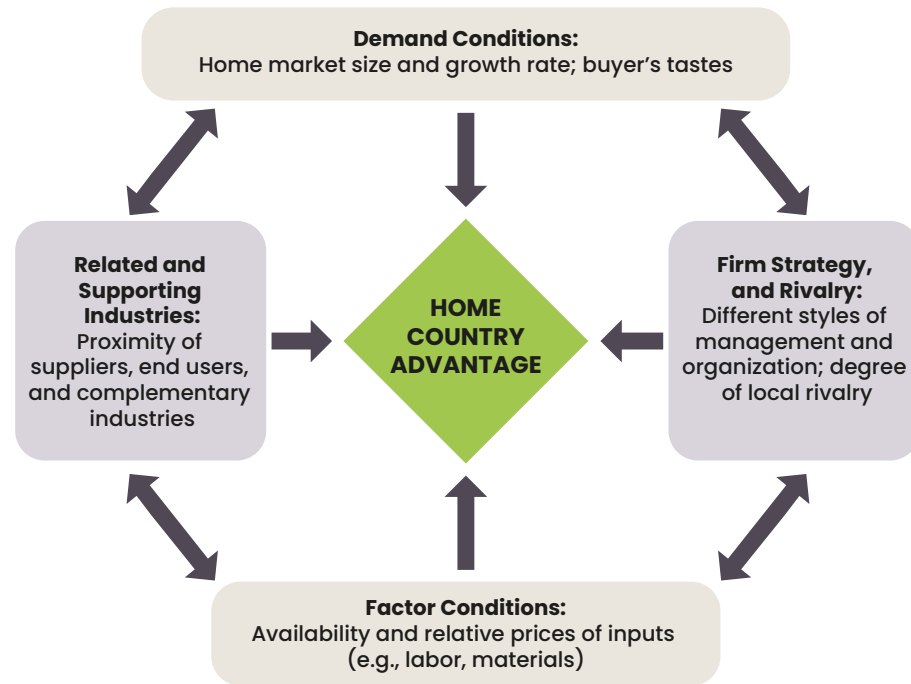 Demand Conditions:
Home market size and growth rate; buyer's tastes
Related and
Supporting
Industries:
Proximity of
suppliers, end users,
and complementary
industries
HOME
COUNTRY
ADVANTAGE
Firm Strategy,
and Rivalry:
Different styles of
management and
organization; degree
of local rivalry
Factor Conditions:
Availability and relative prices of inputs
(e.g., labor, materials)